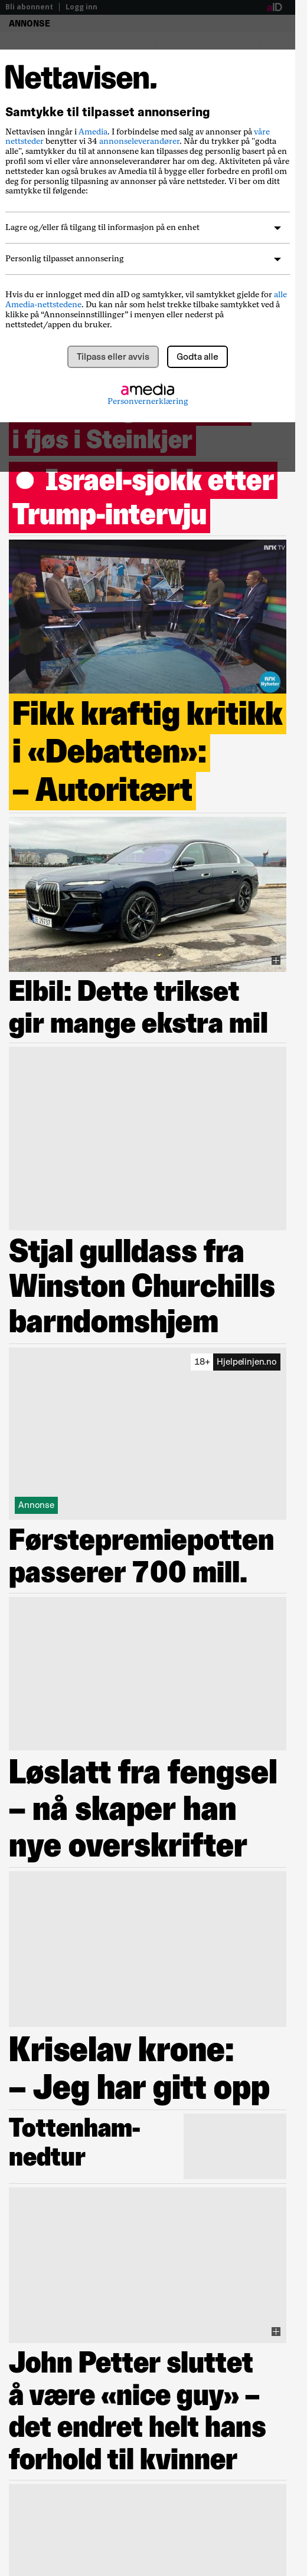 Bli abonnent | Logg inn
aID
ANNONSE
Nettavisen.
Samtykke til tilpasset annonsering
Nettavisen inngår i Amedia. I forbindelse med salg av annonser på våre
nettsteder benytter vi 34 annonseleverandører. Når du trykker på "godta
alle", samtykker du til at annonsene kan tilpasses deg personlig basert på en
profil som vi eller våre annonseleverandører har om deg. Aktiviteten på våre
nettsteder kan også brukes av Amedia til å bygge eller forbedre en profil om
deg for personlig tilpasning av annonser på våre nettsteder. Vi ber om ditt
samtykke til følgende:
Lagre og/eller få tilgang til informasjon på en enhet
Personlig tilpasset annonsering
Hvis du er innlogget med din aID og samtykker, vil samtykket gjelde for alle
Amedia-nettstedene. Du kan når som helst trekke tilbake samtykket ved å
klikke på “Annonseinnstillinger” i menyen eller nederst på
nettstedet/appen du bruker.
Tilpass eller avvis
Godta alle
amedia
Personvernerklæring
i fjøs i Steinkjer
Israel-sjokk etter
Trump-intervju
NRK TV
NRK
Nyheter
Fikk kraftig kritikk
i «Debatten»:
– Autoritært
Elbil: Dette trikset
gir mange ekstra mil
Stjal gulldass fra
Winston Churchills
barndomshjem
18+ Hjelpelinjen.no
Annonse
Førstepremiepotten
passerer 700 mill.
Løslatt fra fengsel
– nå skaper han
nye overskrifter
Kriselav krone:
– Jeg har gitt opp
Tottenham-
nedtur
John Petter sluttet
å være «nice guy» –
det endret helt hans
forhold til kvinner